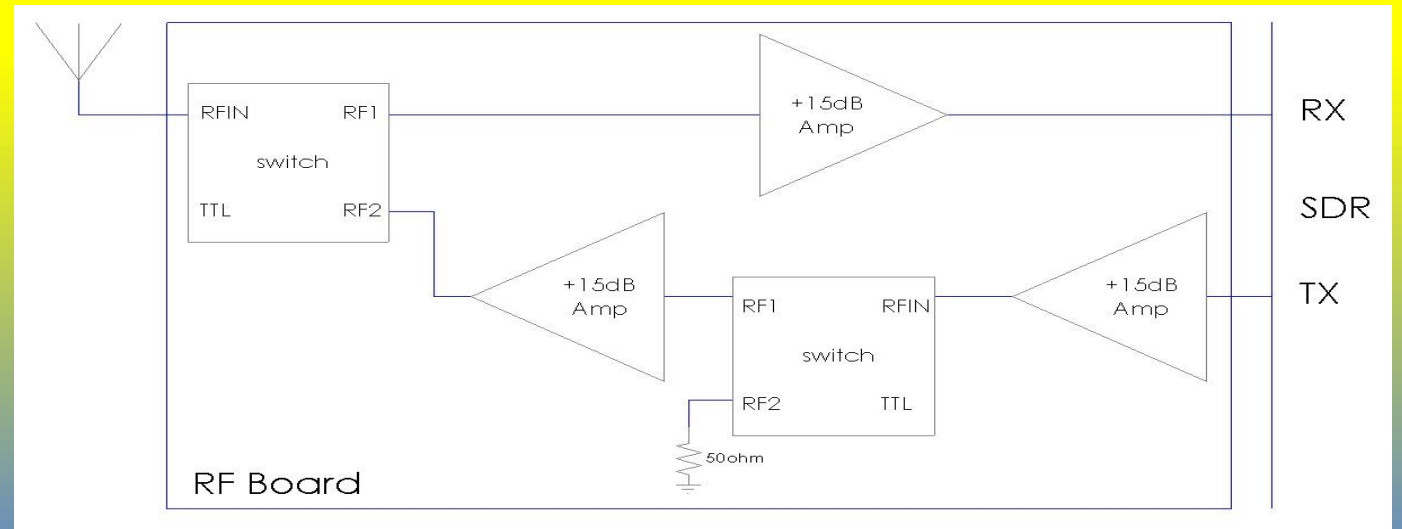 +15dB
Amp
RX
RFIN
RF1
switch
TTL
RF2
SDR
+15dB
Amp
RF1
RFIN
switch
RF2
TTL
+15dB
Amp
TX
50ohm
RF Board